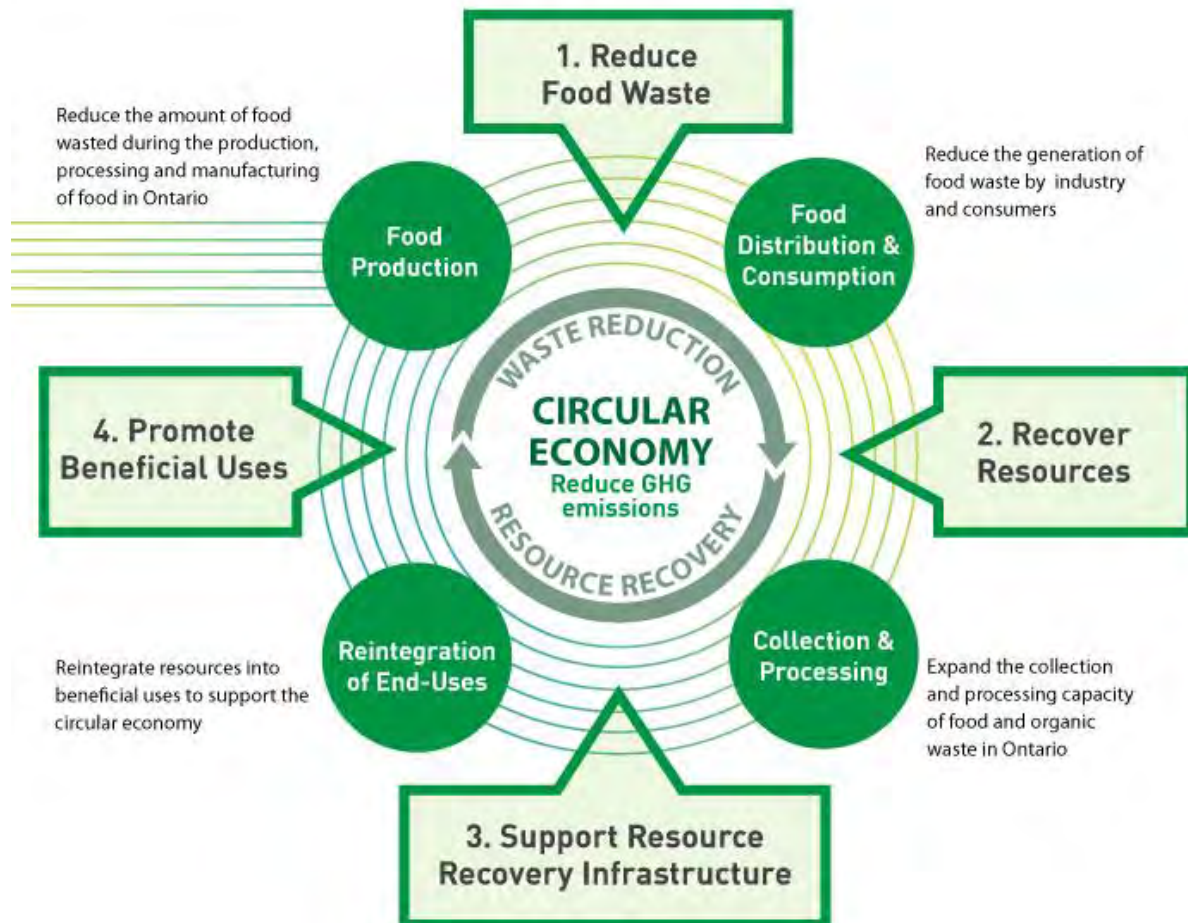 1. Reduce
Food Waste
Reduce the amount of food
wasted during the production,
processing and manufacturing
of food in Ontario
Food
Production
Food
Distribution &
Consumption
Reduce the generation of
food waste by industry
and consumers
WASTE REDUCTION
CIRCULAR
ECONOMY
Reduce GHG
emissions
RESOURCE RECOVERY
4. Promote
Beneficial Uses
2. Recover
Resources
Reintegrate resources into
beneficial uses to support the
circular economy
Reintegration
of End-Uses
Collection &
Processing
Expand the collection
and processing capacity
of food and organic
waste in Ontario
3. Support Resource
Recovery Infrastructure